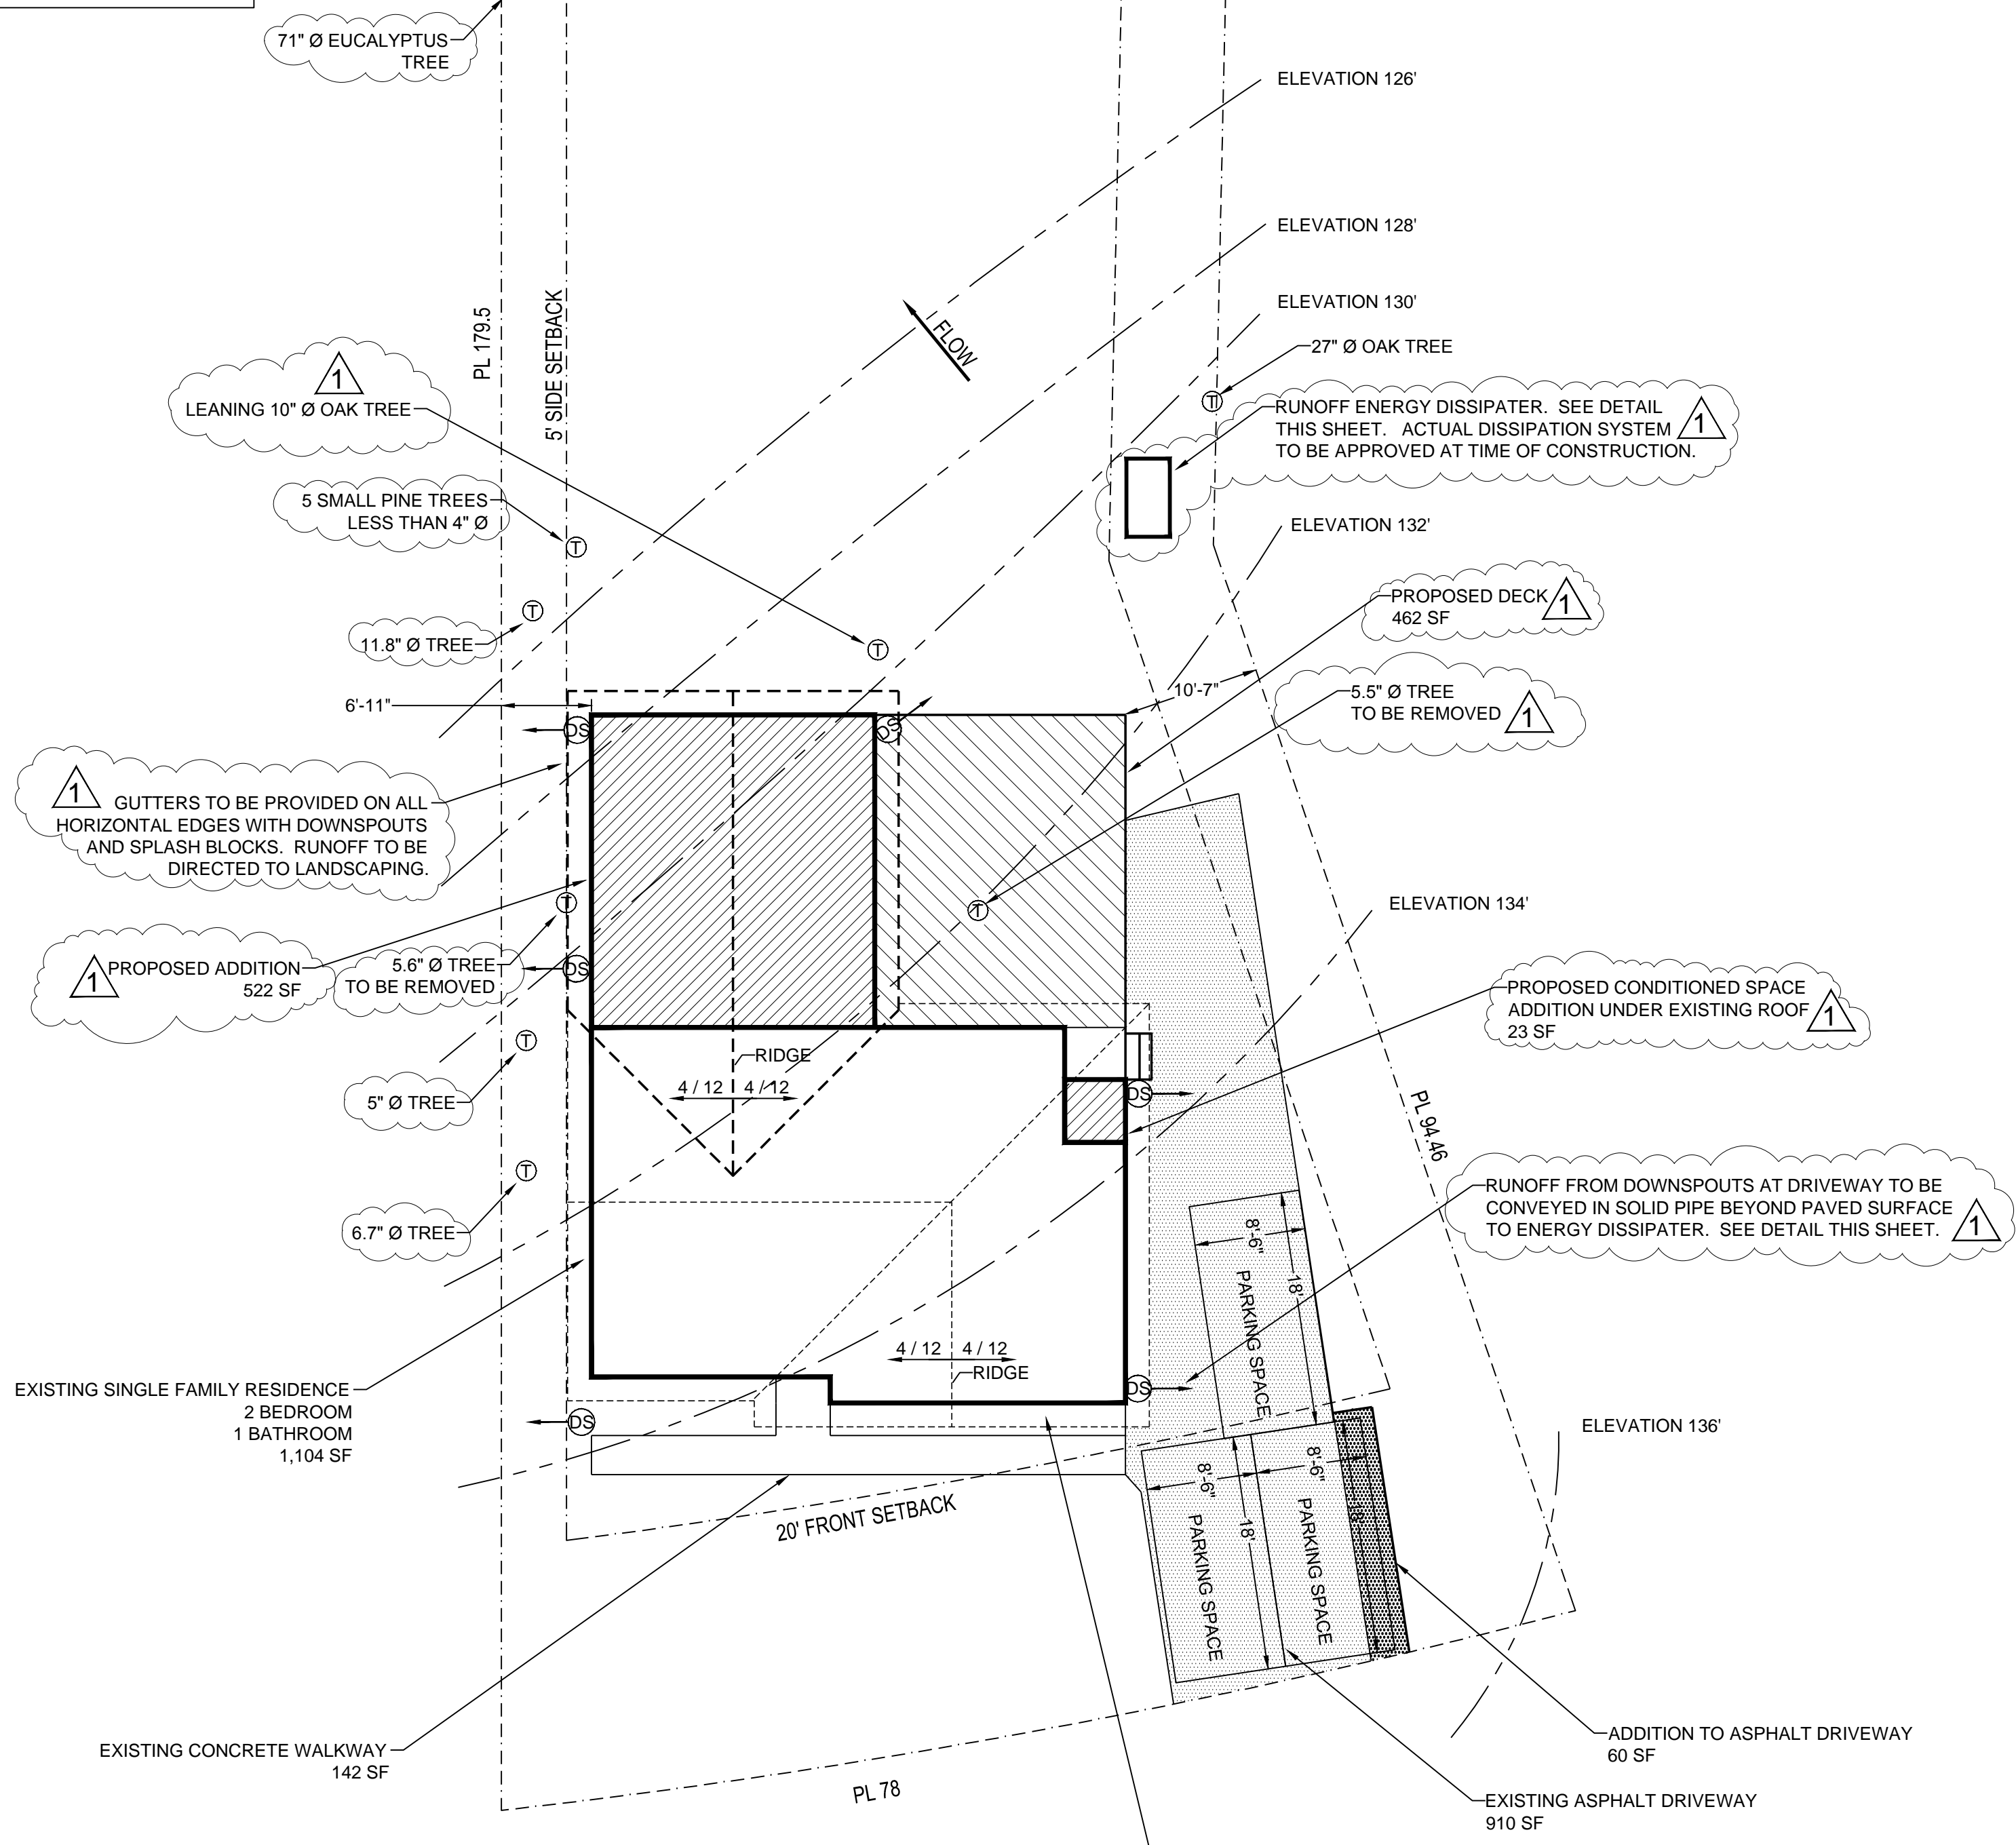 71" Ø EUCALYPTUS
TREE
ELEVATION 126'
ELEVATION 128'
ELEVATION 130'
PL 179.5
5' SIDE SETBACK
FLOW
27" Ø OAK TREE
T
1
LEANING 10" Ø OAK TREE
RUNOFF ENERGY DISSIPATER. SEE DETAIL
THIS SHEET. ACTUAL DISSIPATION SYSTEM
TO BE APPROVED AT TIME OF CONSTRUCTION.
1
5 SMALL PINE TREES
LESS THAN 4" Ø
T
ELEVATION 132'
PROPOSED DECK
462 SF
1
T
11.8" Ø TREE
T
6'-11"
10'-7"
5.5" Ø TREE
TO BE REMOVED
1
DS
DS
1
GUTTERS TO BE PROVIDED ON ALL
HORIZONTAL EDGES WITH DOWNSPOUTS
AND SPLASH BLOCKS. RUNOFF TO BE
DIRECTED TO LANDSCAPING.
T
T
ELEVATION 134'
1
PROPOSED ADDITION
522 SF
5.6" Ø TREE
TO BE REMOVED
DS
PROPOSED CONDITIONED SPACE
ADDITION UNDER EXISTING ROOF
23 SF
1
T
RIDGE
4 / 12
4 / 12
DS
5" Ø TREE
PL 94.46
T
6.7" Ø TREE
RUNOFF FROM DOWNSPOUTS AT DRIVEWAY TO BE
CONVEYED IN SOLID PIPE BEYOND PAVED SURFACE
TO ENERGY DISSIPATER. SEE DETAIL THIS SHEET.
1
8'-6"
18'
PARKING SPACE
4 / 12
4 / 12
RIDGE
DS
EXISTING SINGLE FAMILY RESIDENCE
2 BEDROOM
1 BATHROOM
1,104 SF
DS
ELEVATION 136'
20' FRONT SETBACK
8'-6"
18'
PARKING SPACE
8'-6"
18'
PARKING SPACE
EXISTING CONCRETE WALKWAY
142 SF
PL 78
ADDITION TO ASPHALT DRIVEWAY
60 SF
EXISTING ASPHALT DRIVEWAY
910 SF